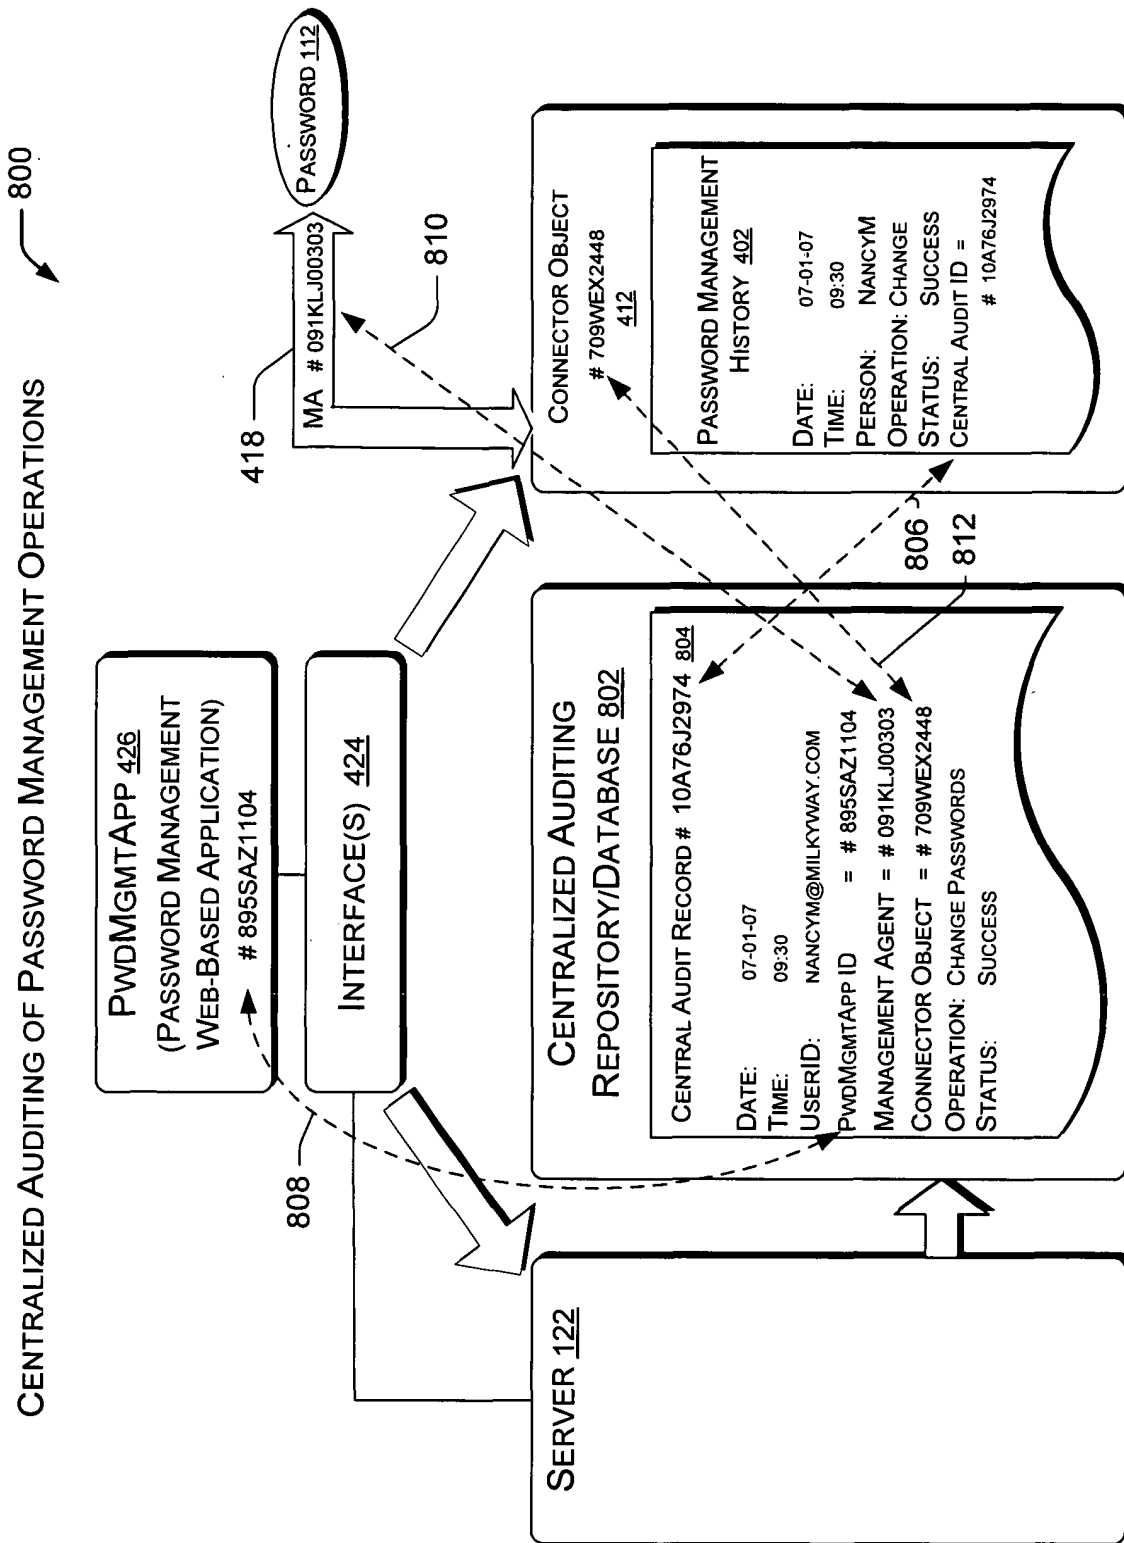 CENTRALIZED AUDITING OF PASSWORD MANAGEMENT OPERATIONS
800
PWDMGMTAPP 426
(PASSWORD MANAGEMENT
WEB-BASED APPLICATION)
# 895SAZ1104
INTERFACE(S) 424
808
418
MA # 091KLJ00303
PASSWORD 112
810
SERVER 122
CENTRALIZED AUDITING
REPOSITORY/DATABASE 802
CENTRAL AUDIT RECORD # 10A76J2974 804
DATE: 07-01-07
TIME: 09:30
USERID: NANCYM@MILKYWAY.COM
PWDMGMTAPP ID = # 895SAZ1104
MANAGEMENT AGENT = # 091KLJ00303
CONNECTOR OBJECT = # 709WEX2448
OPERATION: CHANGE PASSWORDS
STATUS: SUCCESS
806
812
CONNECTOR OBJECT
# 709WEX2448
412
PASSWORD MANAGEMENT
HISTORY 402
DATE: 07-01-07
TIME: 09:30
PERSON: NANCYM
OPERATION: CHANGE
STATUS: SUCCESS
CENTRAL AUDIT ID =
# 10A76J2974